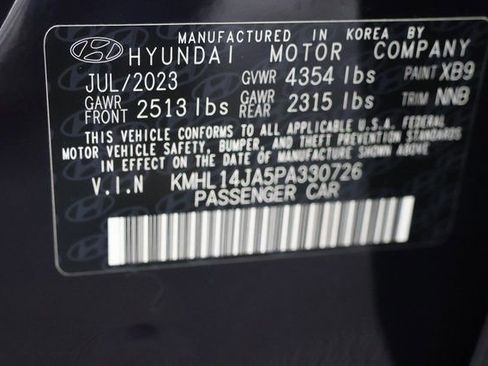 MANUFACTURED IN KOREA BY
HYUNDAI MOTOR COMPANY
JUL/2023 GVWR 4354 lbs PAINT XB9
GAWR FRONT 2513 lbs GAWR REAR 2315 lbs TRIM NNB
THIS VEHICLE CONFORMS TO ALL APPLICABLE U.S.A. FEDERAL
MOTOR VEHICLE SAFETY, BUMPER, AND THEFT PREVENTION STANDARDS
IN EFFECT ON THE DATE OF MANUFACTURE SHOWN ABOVE.
V.I.N KMHL14JA5PA330726
PASSENGER CAR